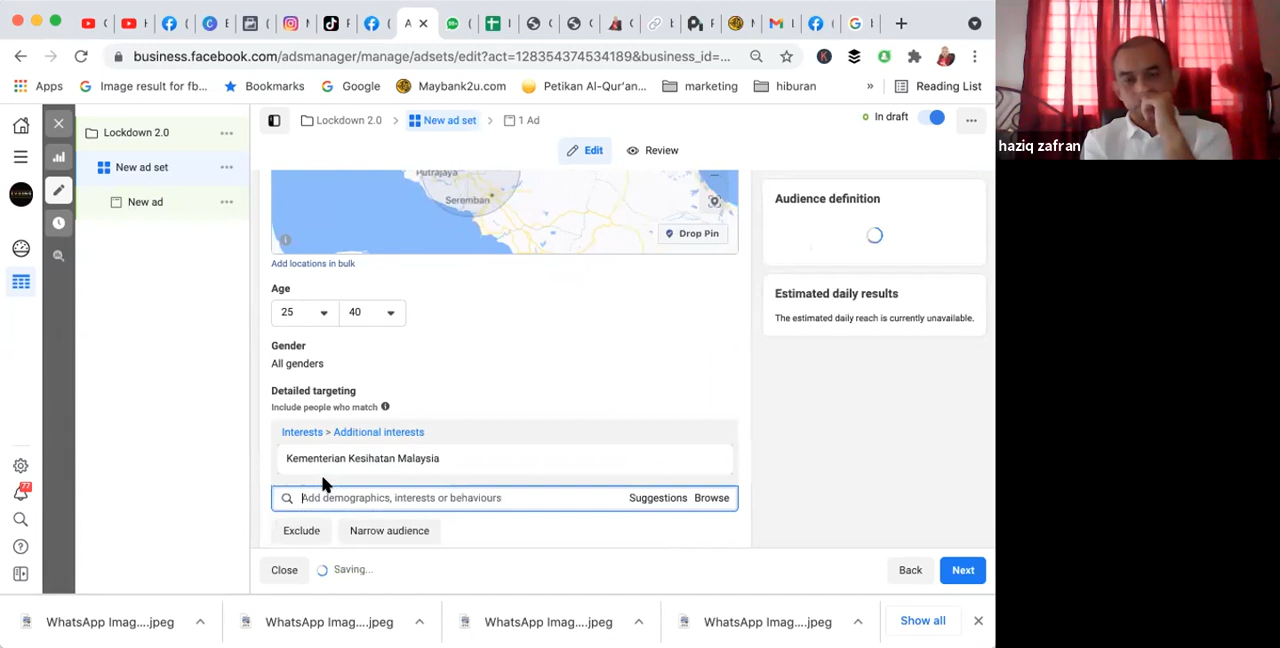 A
business.facebook.com/adsmanager/manage/adsets/edit?act=128354374534189&business_id=...
Apps
Image result for fb...
Bookmarks
Google
Maybank2u.com
Petikan Al-Qur'an...
marketing
hiburan
»
Reading List
haziq zafran
Lockdown 2.0
New ad set
New ad
Lockdown 2.0 > New ad set > 1 Ad
In draft
Edit
Review
Putrajaya
Seremban
Drop Pin
Add locations in bulk
Age
25
40
Gender
All genders
Detailed targeting
Include people who match
Interests > Additional interests
Kementerian Kesihatan Malaysia
Add demographics, interests or behaviours
Suggestions
Browse
Exclude
Narrow audience
Audience definition
Estimated daily results
The estimated daily reach is currently unavailable.
77
Close
Saving...
Back
Next
WhatsApp Imag....jpeg
WhatsApp Imag....jpeg
WhatsApp Imag....jpeg
WhatsApp Imag....jpeg
Show all